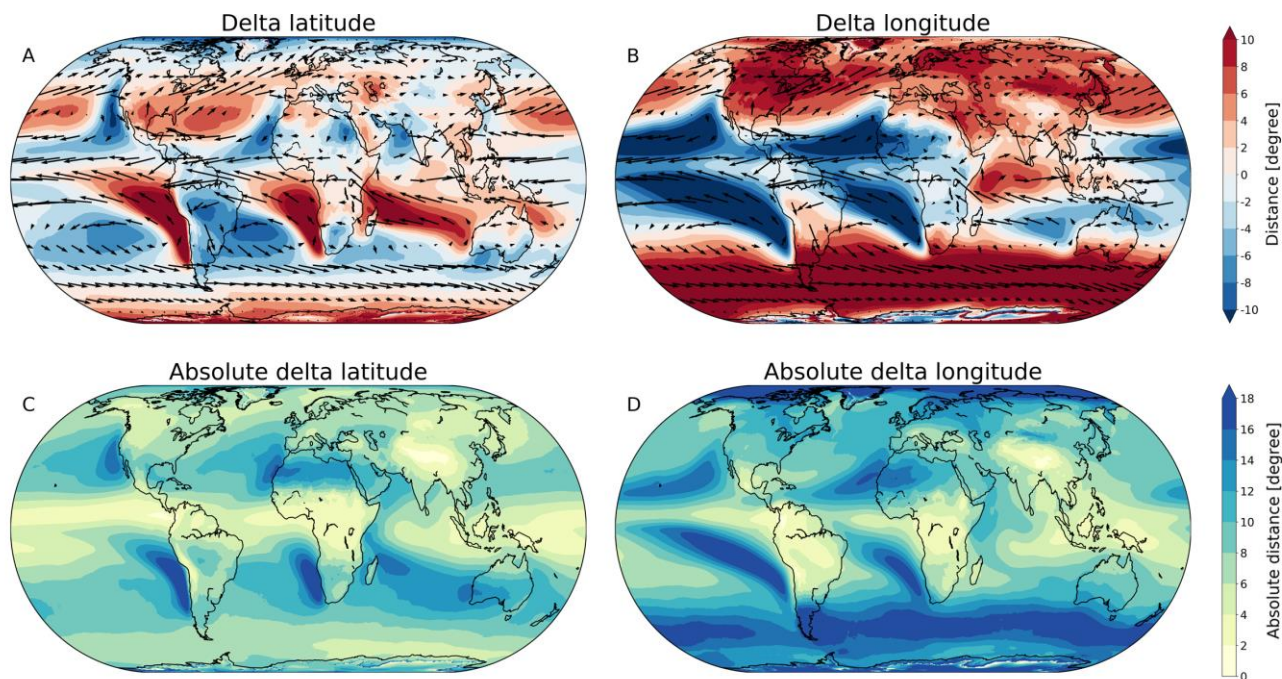 Delta latitude
Delta longitude
A
B
10
8
6
4
2
0
-2
-4
-6
-8
-10
Distance [degree]
Absolute delta latitude
Absolute delta longitude
C
D
18
16
14
12
10
8
6
4
2
0
Absolute distance [degree]